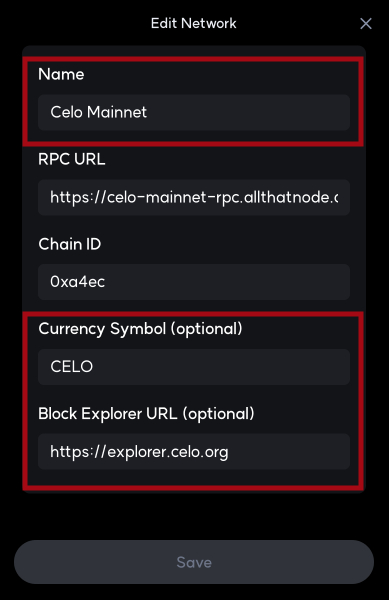 Edit Network
Name
Celo Mainnet
RPC URL
https://celo-mainnet-rpc.allthatnode.c
Chain ID
0xa4ec
Currency Symbol (optional)
CELO
Block Explorer URL (optional)
https://explorer.celo.org
Save